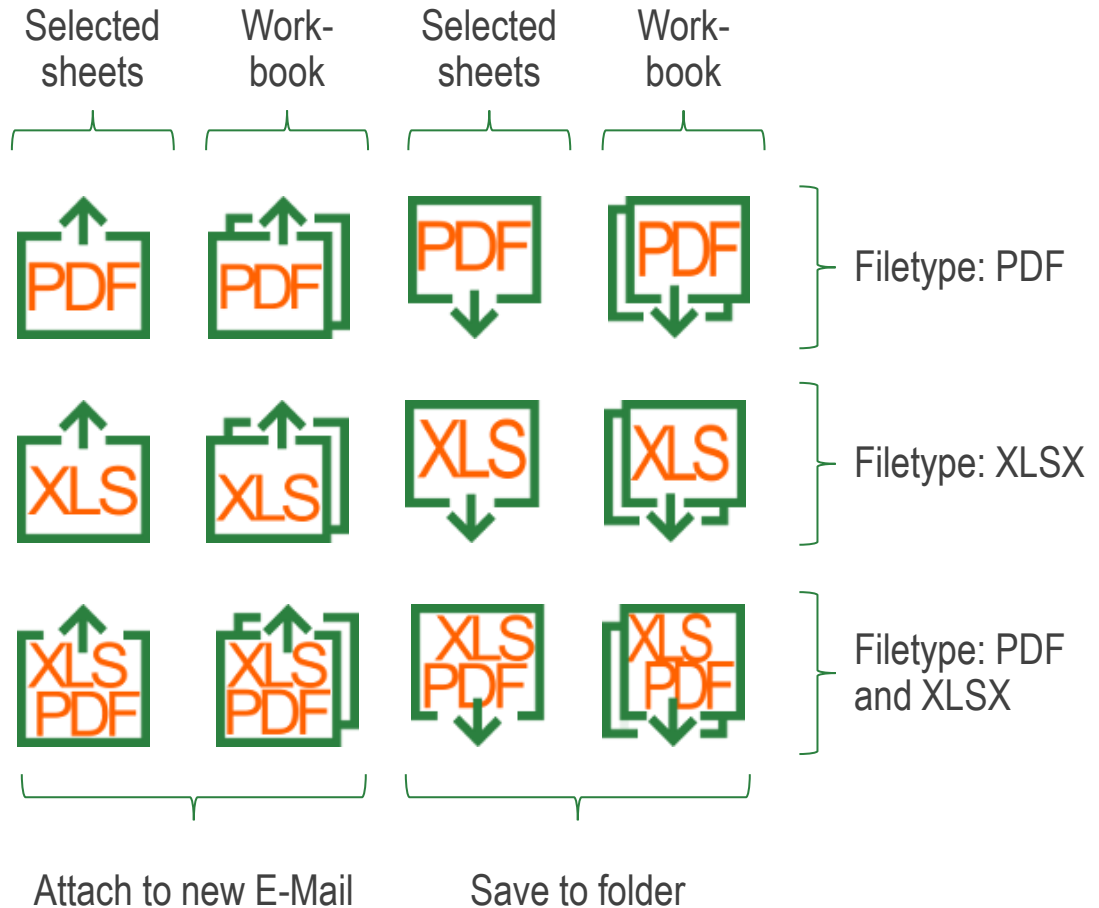 Selected
sheets
Work-
book
Selected
sheets
Work-
book
PDF
PDF
PDF
PDF
Filetype: PDF
XLS
XLS
XLS
XLS
Filetype: XLSX
XLS
PDF
XLS
PDF
XLS
PDF
XLS
PDF
Filetype: PDF
and XLSX
Attach to new E-Mail
Save to folder